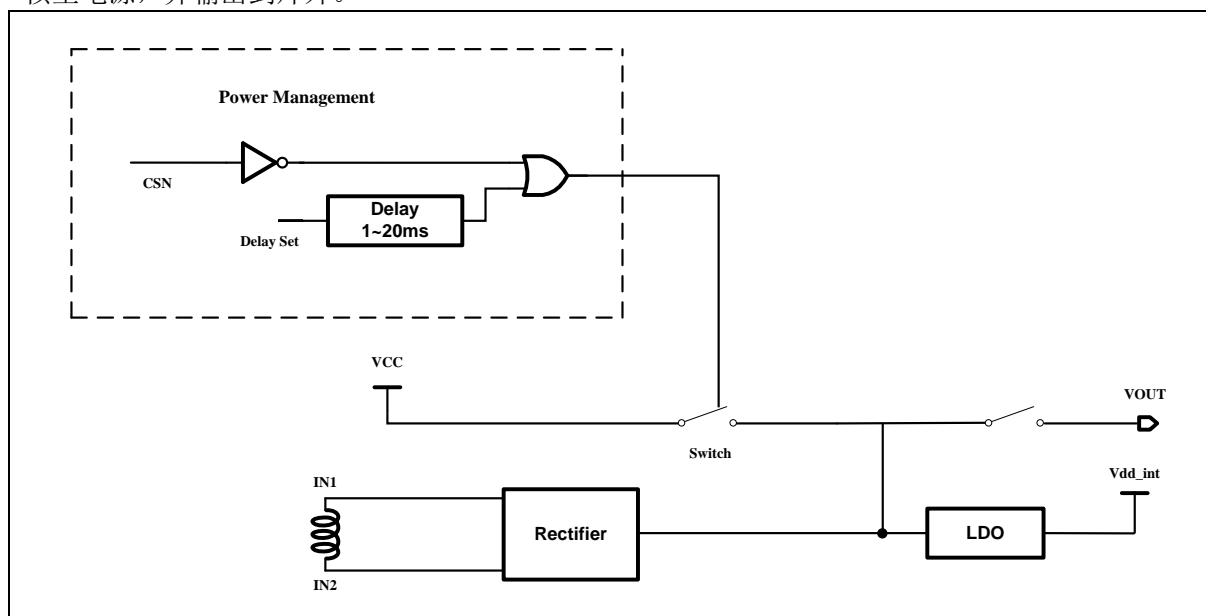 Power Management
CSN
Delay
1~20ms
Delay Set
VCC
VOUT
Switch
Vdd_int
IN1
Rectifier
LDO
IN2